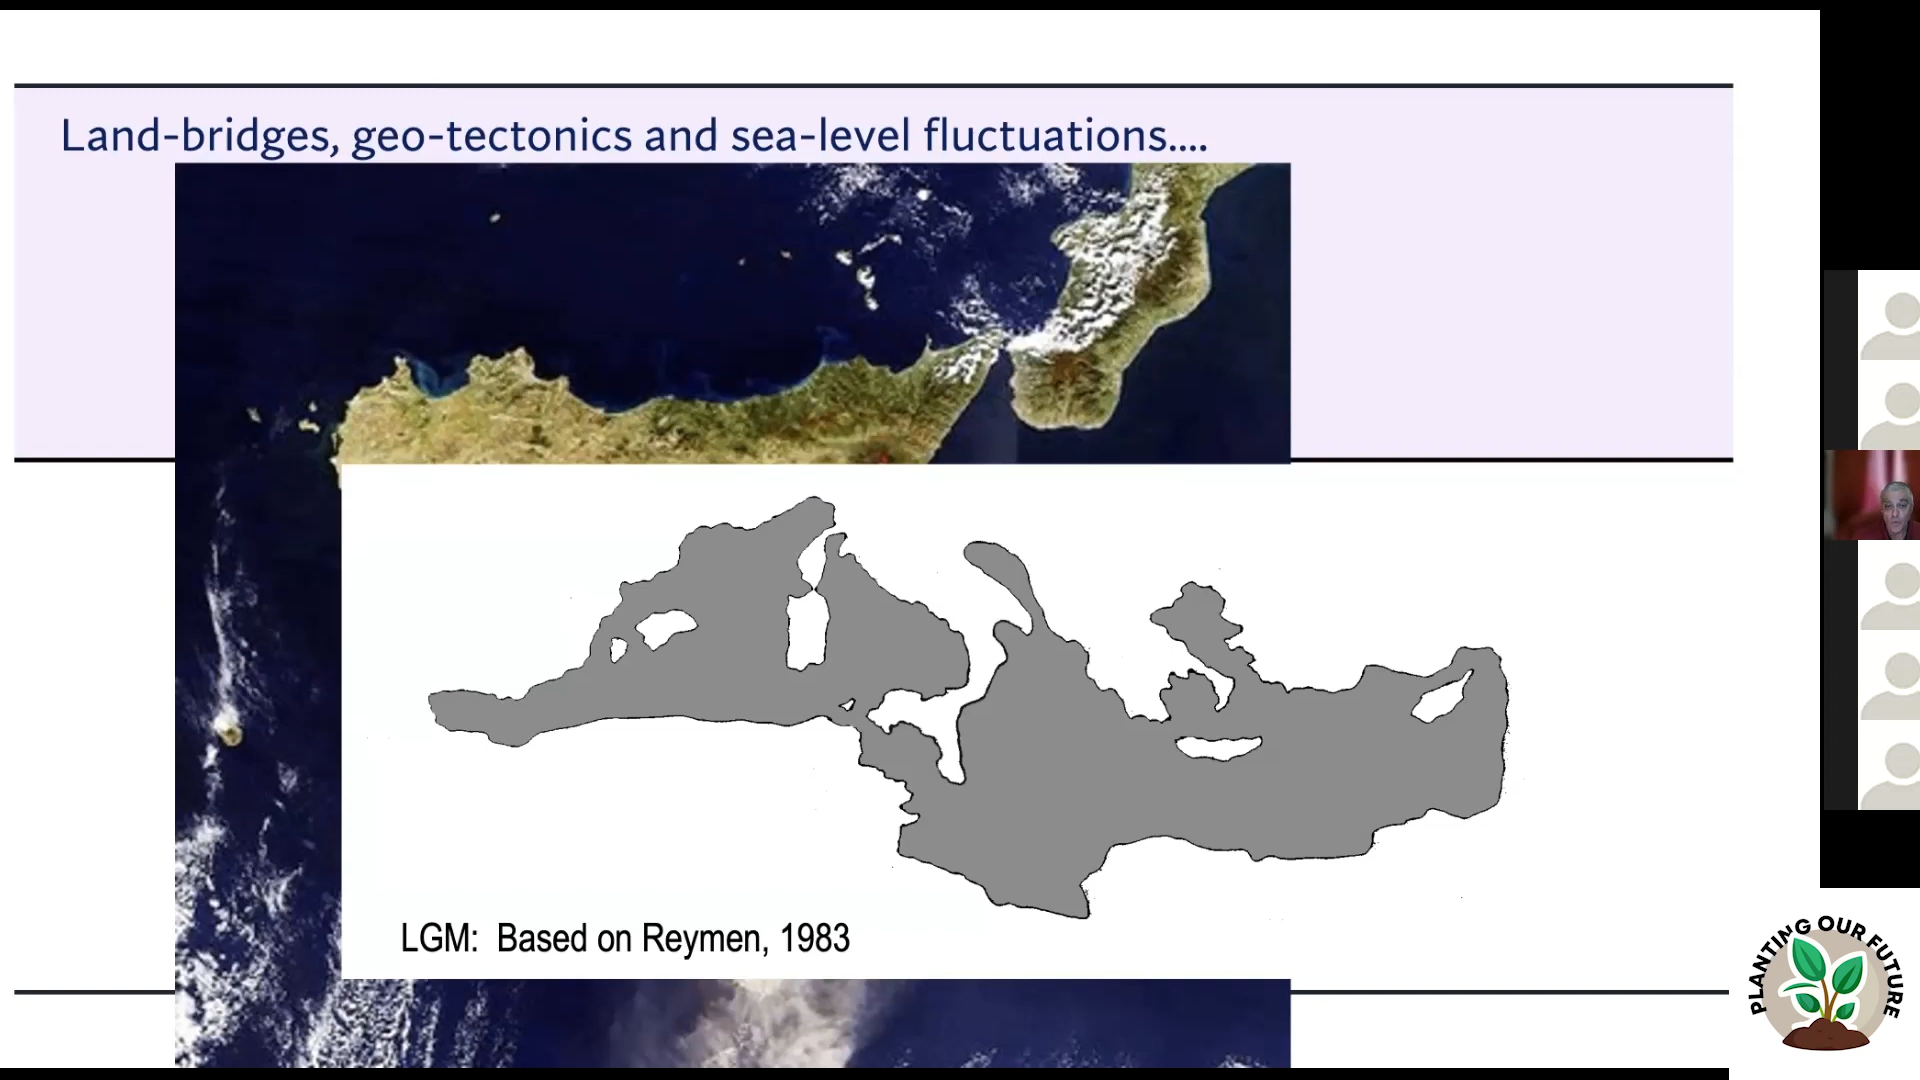 Land-bridges, geo-tectonics and sea-level fluctuations....
LGM: Based on Reymen, 1983
PLANTING OUR FUTURE